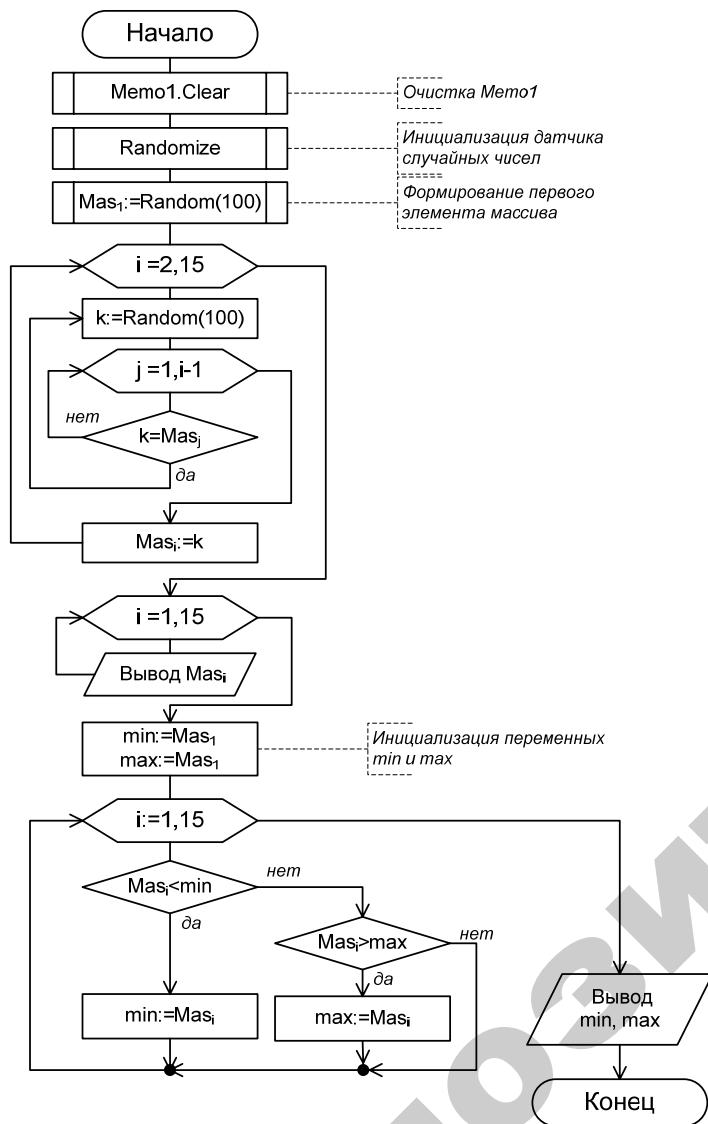 Начало
Memo1.Clear
Очистка Memo1
Randomize
Инициализация датчика
случайных чисел
Mas₁:=Random(100)
Формирование первого
элемента массива
i =2,15
k:=Random(100)
j =1,i-1
нет
k=Masⱼ
да
Masᵢ:=k
i =1,15
Вывод Masᵢ
min:=Mas₁
max:=Mas₁
Инициализация переменных
min и max
i:=1,15
Masᵢ<min
нет
да
Masᵢ>max
нет
да
min:=Masᵢ
max:=Masᵢ
Вывод
min, max
Конец